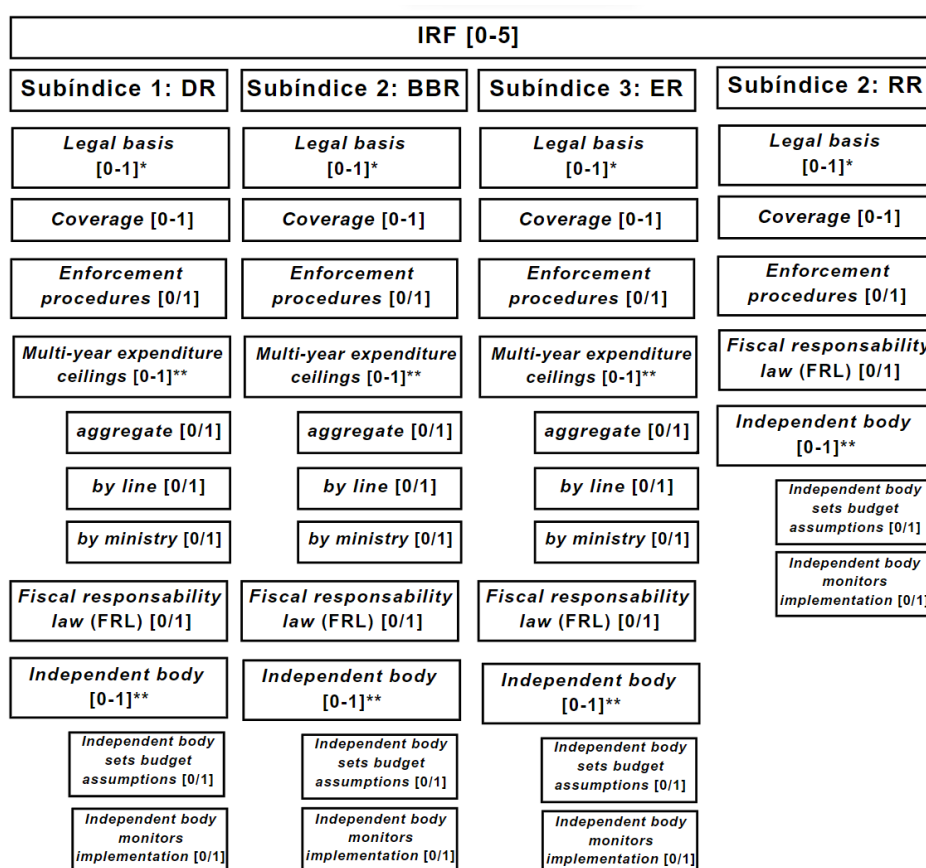 IRF [0-5]
Subíndice 1: DR
Legal basis
[0-1]*
Coverage [0-1]
Enforcement
procedures [0/1]
Multi-year expenditure
ceilings [0-1]**
aggregate [0/1]
by line [0/1]
by ministry [0/1]
Fiscal responsability
law (FRL) [0/1]
Independent body
[0-1]**
Independent body
sets budget
assumptions [0/1]
Independent body
monitors
implementation [0/1]
Subíndice 2: BBR
Legal basis
[0-1]*
Coverage [0-1]
Enforcement
procedures [0/1]
Multi-year expenditure
ceilings [0-1]**
aggregate [0/1]
by line [0/1]
by ministry [0/1]
Fiscal responsability
law (FRL) [0/1]
Independent body
[0-1]**
Independent body
sets budget
assumptions [0/1]
Independent body
monitors
implementation [0/1]
Subíndice 3: ER
Legal basis
[0-1]*
Coverage [0-1]
Enforcement
procedures [0/1]
Multi-year expenditure
ceilings [0-1]**
aggregate [0/1]
by line [0/1]
by ministry [0/1]
Fiscal responsability
law (FRL) [0/1]
Independent body
[0-1]**
Independent body
sets budget
assumptions [0/1]
Independent body
monitors
implementation [0/1]
Subíndice 2: RR
Legal basis
[0-1]*
Coverage [0-1]
Enforcement
procedures [0/1]
Fiscal responsability
law (FRL) [0/1]
Independent body
[0-1]**
Independent body
sets budget
assumptions [0/1]
Independent body
monitors
implementation [0/1]